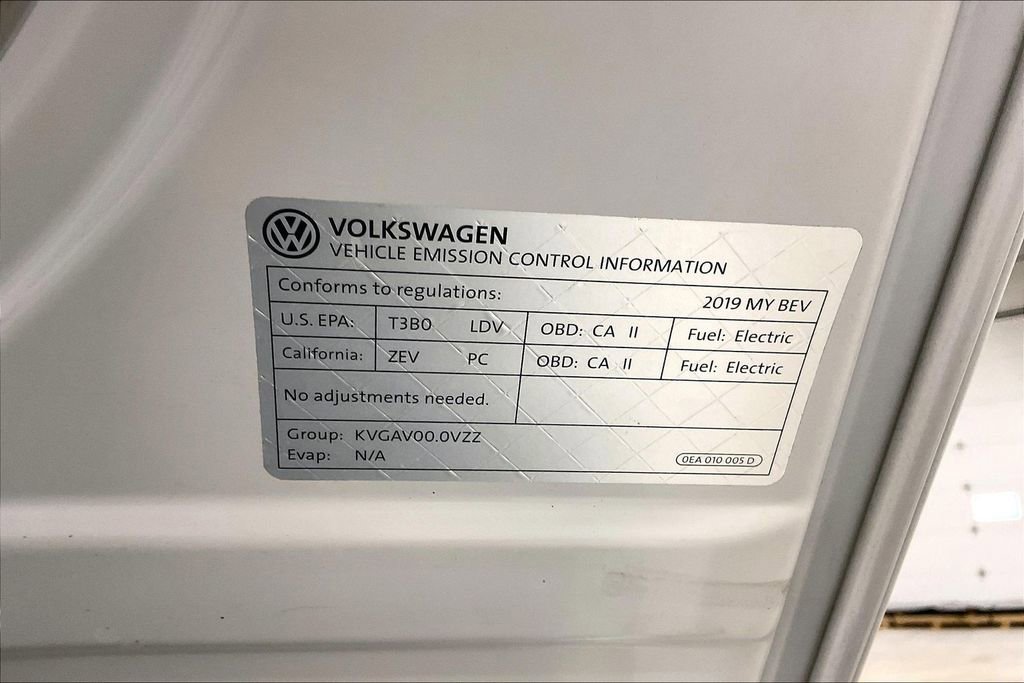 VOLKSWAGEN
VEHICLE EMISSION CONTROL INFORMATION
Conforms to regulations: 2019 MY BEV
U.S. EPA: T3B0 LDV OBD: CA II Fuel: Electric
California: ZEV PC OBD: CA II Fuel: Electric
No adjustments needed.
Group: KVGAV00.0VZZ
Evap: N/A 0EA 010 005 D